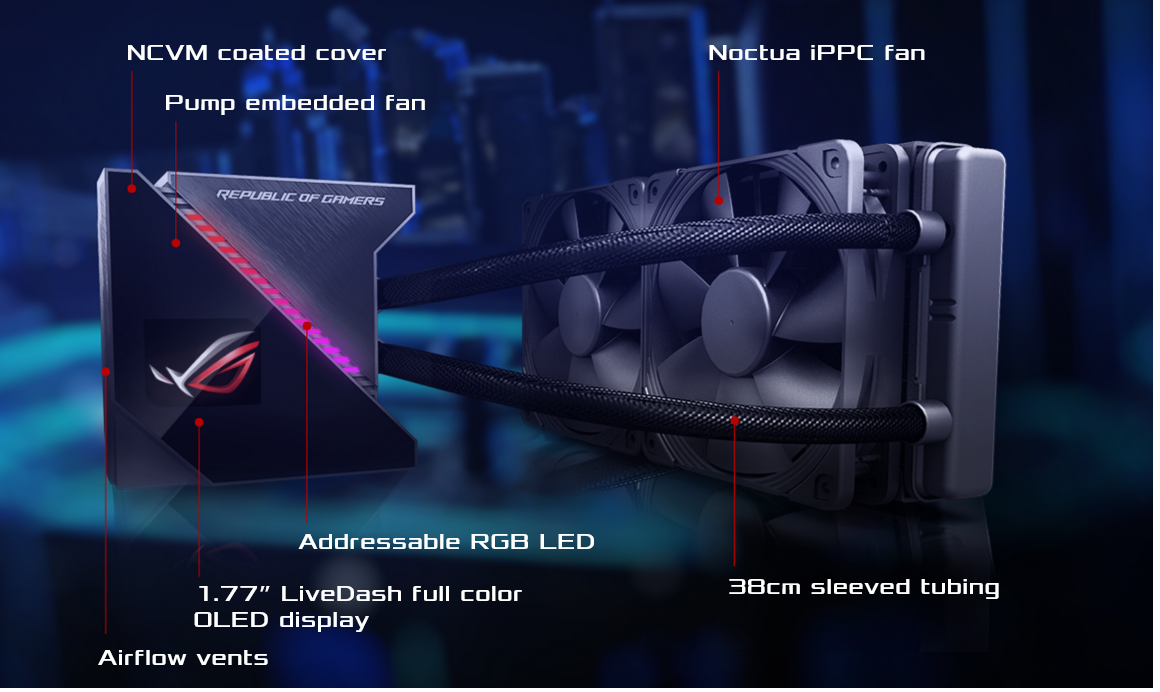 NCVM coated cover
Noctua iPPC fan
Pump embedded fan
REPUBLIC OF GAMERS
Addressable RGB LED
38cm sleeved tubing
1.77” LiveDash full color
OLED display
Airflow vents